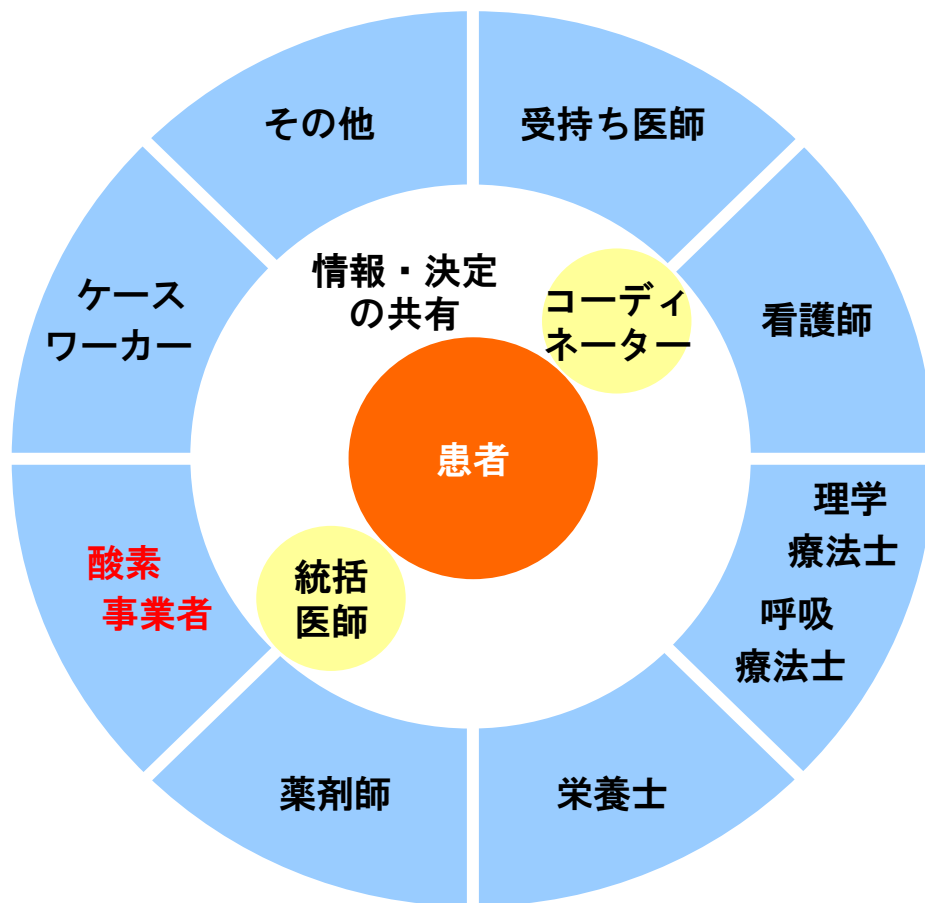 その他
受持ち医師
ケース
ワーカー
情報・決定
の共有
コーディ
ネーター
看護師
患者
理学
療法士
呼吸
療法士
酸素
事業者
統括
医師
薬剤師
栄養士